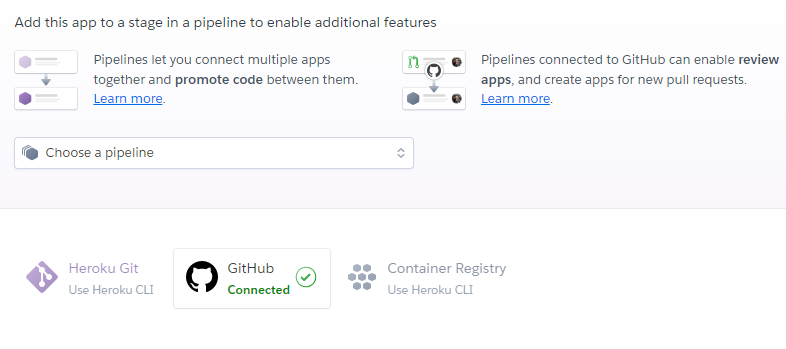 Add this app to a stage in a pipeline to enable additional features
Pipelines let you connect multiple apps
together and promote code between them.
Learn more.
Pipelines connected to GitHub can enable review
apps, and create apps for new pull requests.
Learn more.
Choose a pipeline
Heroku Git
Use Heroku CLI
GitHub
Connected
Container Registry
Use Heroku CLI